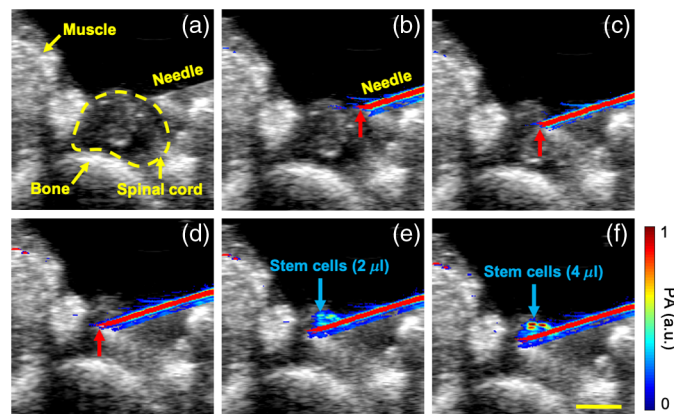 (a)
Muscle
Needle
Bone
Spinal cord
(b)
Needle
(c)
(d)
(e)
Stem cells (2 μl)
(f)
Stem cells (4 μl)
1
PA (a.u.)
0